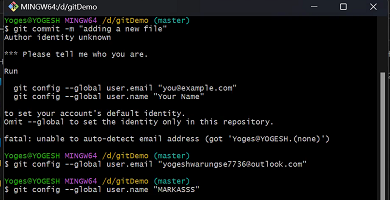 MINGW64:/d/gitDemo
Yoges@YOGESH MINGW64 /d/gitDemo (master)
$ git commit -m "adding a new file"
Author identity unknown
*** Please tell me who you are.
Run
git config --global user.email "you@example.com"
git config --global user.name "Your Name"
to set your account's default identity.
Omit --global to set the identity only in this repository.
fatal: unable to auto-detect email address (got 'Yoges@YOGESH.(none)')
Yoges@YOGESH MINGW64 /d/gitDemo (master)
$ git config --global user.email "yogeshwarungse7736@outlook.com"
Yoges@YOGESH MINGW64 /d/gitDemo (master)
$ git config --global user.name "MARKASSS"